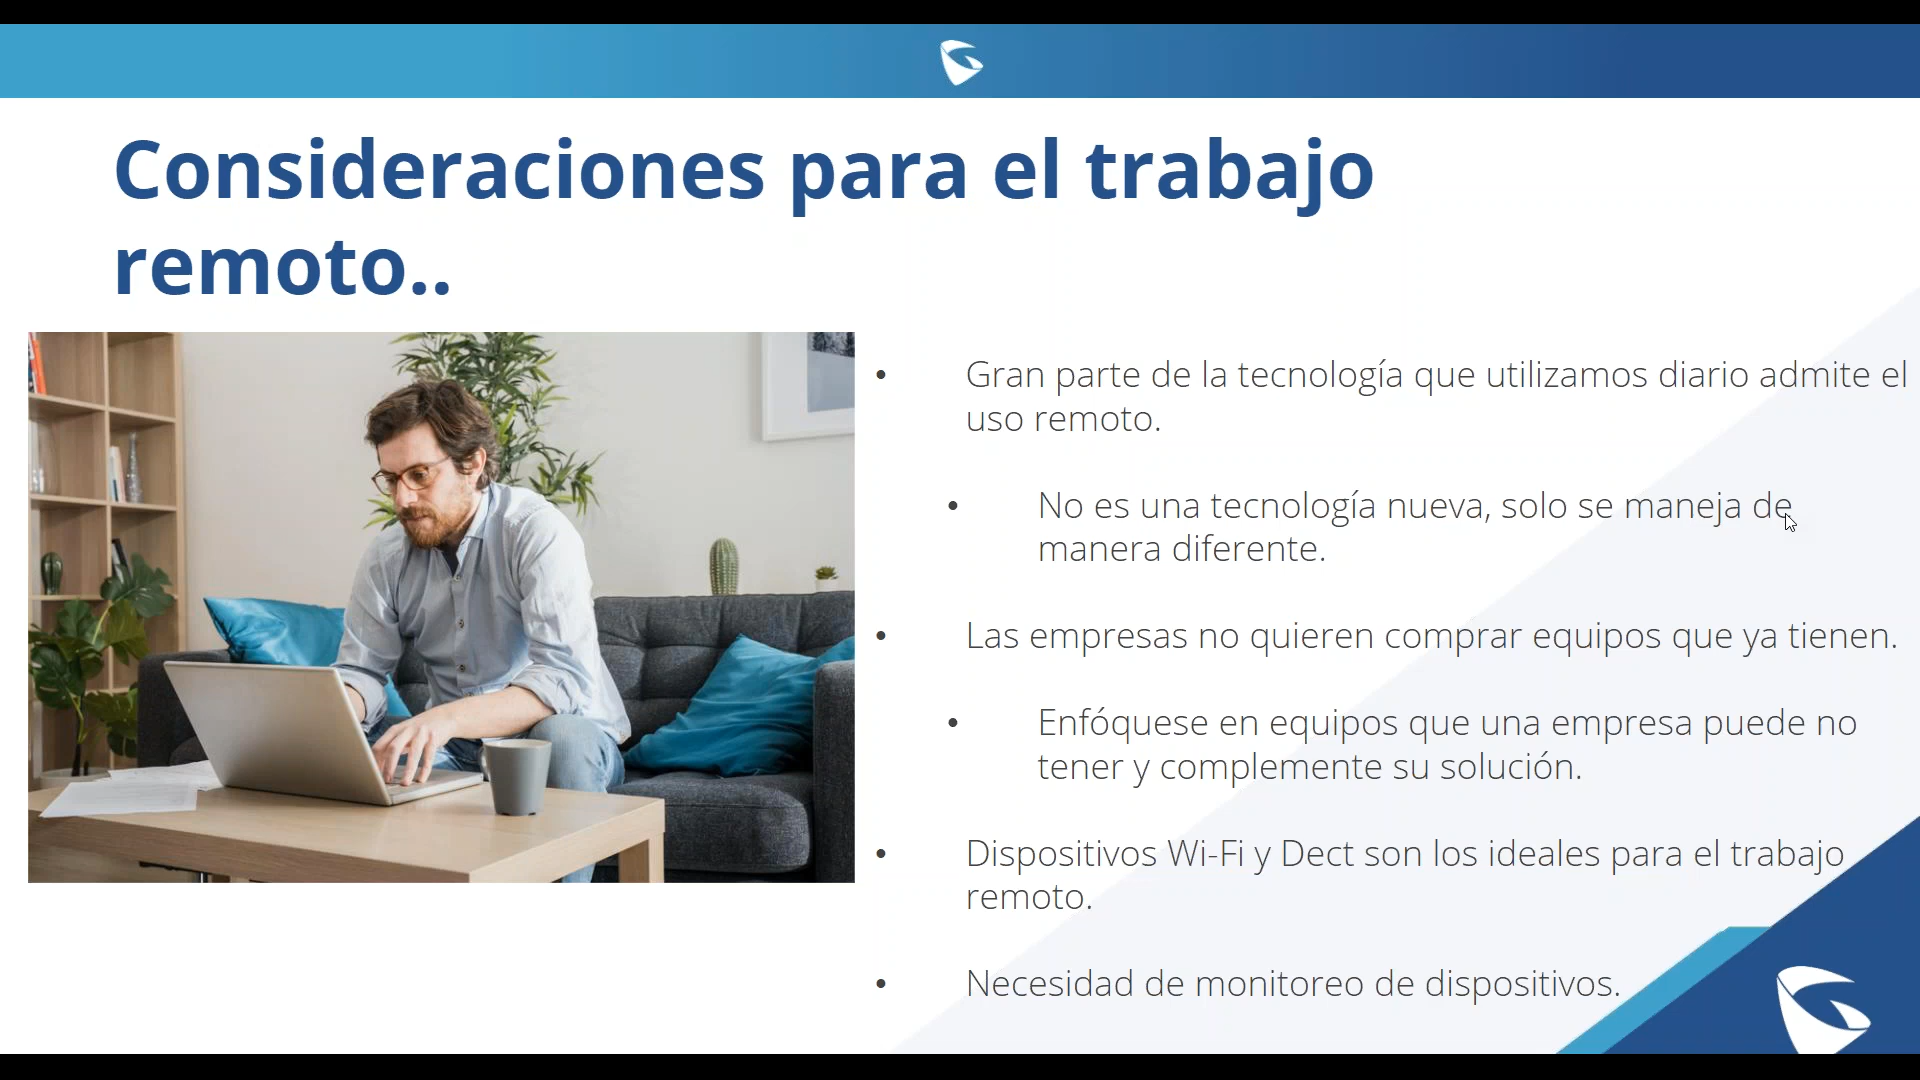 Consideraciones para el trabajo
remoto..
• Gran parte de la tecnología que utilizamos diario admite el
uso remoto.
• No es una tecnología nueva, solo se maneja de
manera diferente.
• Las empresas no quieren comprar equipos que ya tienen.
• Enfóquese en equipos que una empresa puede no
tener y complemente su solución.
• Dispositivos Wi-Fi y Dect son los ideales para el trabajo
remoto.
• Necesidad de monitoreo de dispositivos.